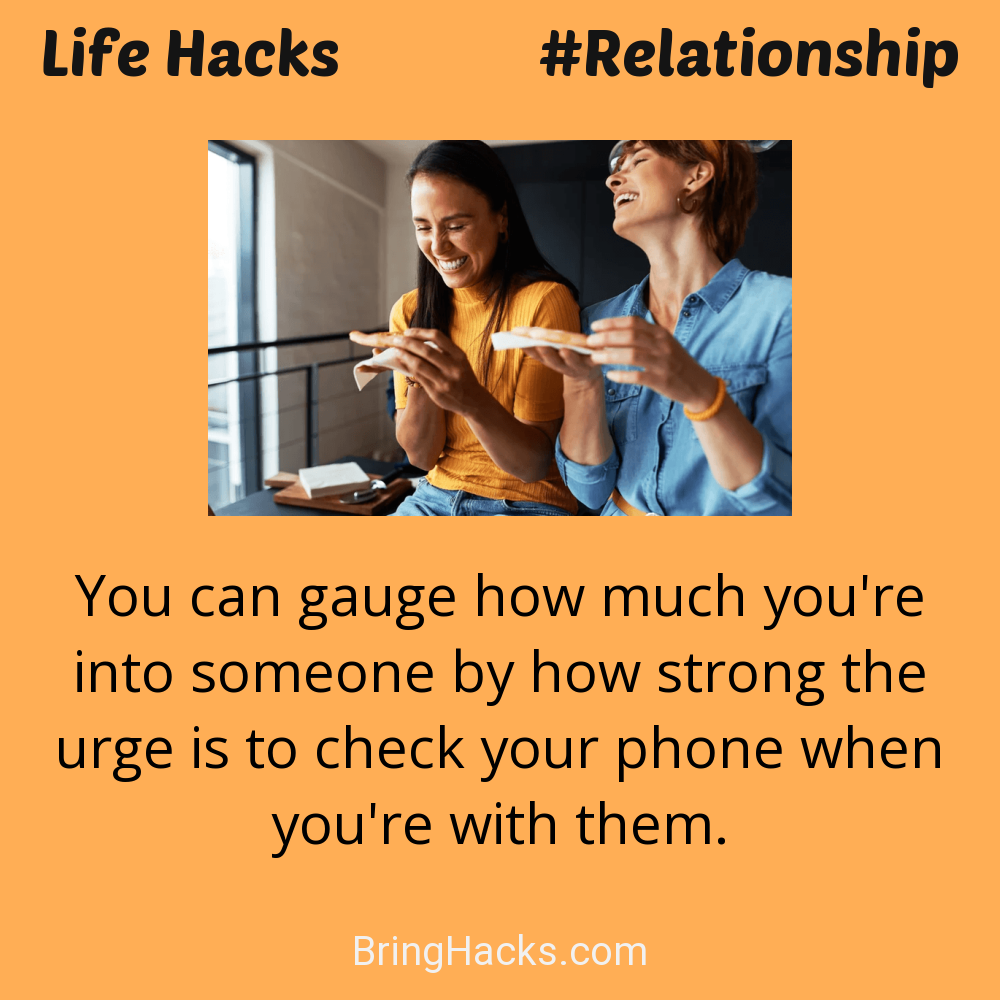 Life Hacks #Relationship
You can gauge how much you're
into someone by how strong the
urge is to check your phone when
you're with them.
BringHacks.com